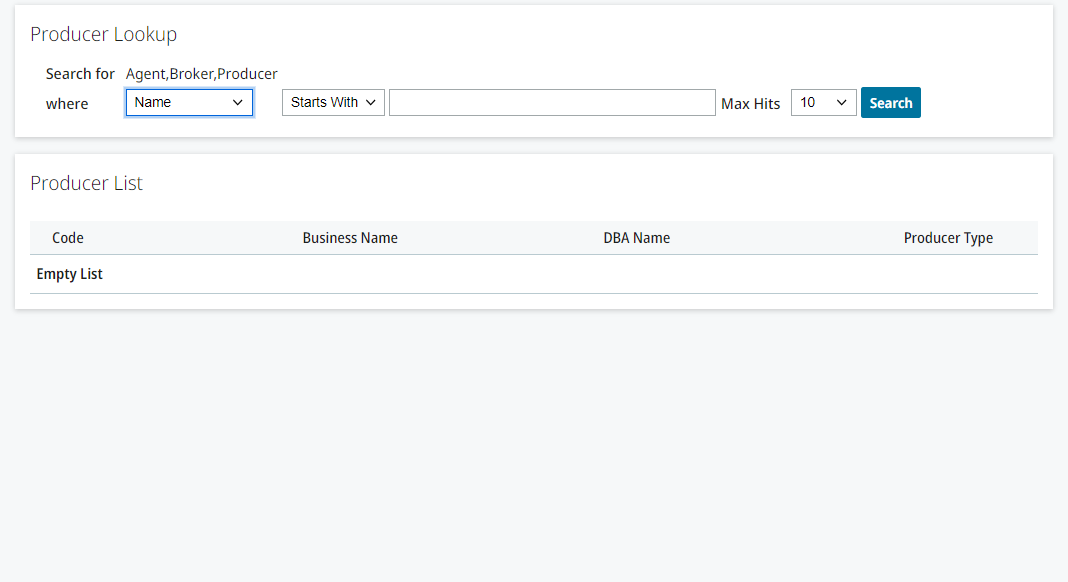 Producer Lookup
Search for Agent,Broker,Producer
where Name Starts With Max Hits 10 Search
Producer List
Code Business Name DBA Name Producer Type
Empty List